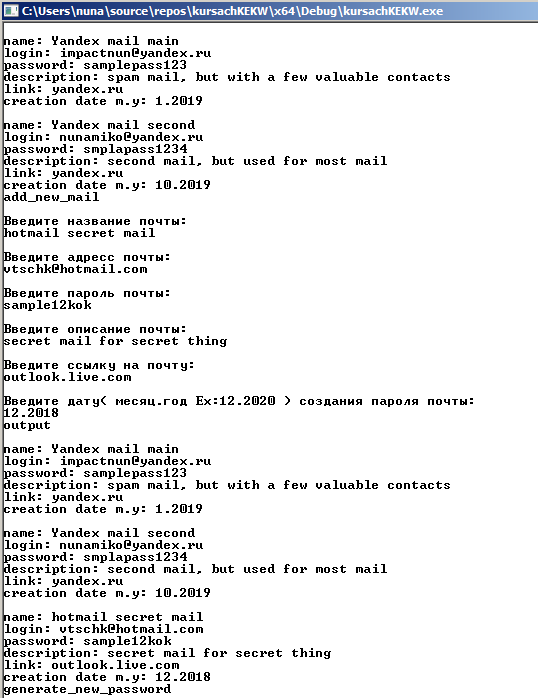 C:\Users\nuna\source\repos\kursachKEKW\x64\Debug\kursachKEKW.exe
name: Yandex mail main
login: impactnun@yandex.ru
password: samplepass123
description: spam mail, but with a few valuable contacts
link: yandex.ru
creation date m.y: 1.2019
name: Yandex mail second
login: nunamiko@yandex.ru
password: smplapass1234
description: second mail, but used for most mail
link: yandex.ru
creation date m.y: 10.2019
add_new_mail
Введите название почты:
hotmail secret mail
Введите адресс почты:
vtschk@hotmail.com
Введите пароль почты:
sample12kok
Введите описание почты:
secret mail for secret thing
Введите ссылку на почту:
outlook.live.com
Введите дату( месяц.год Ex:12.2020 ) создания пароля почты:
12.2018
output
name: Yandex mail main
login: impactnun@yandex.ru
password: samplepass123
description: spam mail, but with a few valuable contacts
link: yandex.ru
creation date m.y: 1.2019
name: Yandex mail second
login: nunamiko@yandex.ru
password: smplapass1234
description: second mail, but used for most mail
link: yandex.ru
creation date m.y: 10.2019
name: hotmail secret mail
login: vtschk@hotmail.com
password: sample12kok
description: secret mail for secret thing
link: outlook.live.com
creation date m.y: 12.2018
generate_new_password